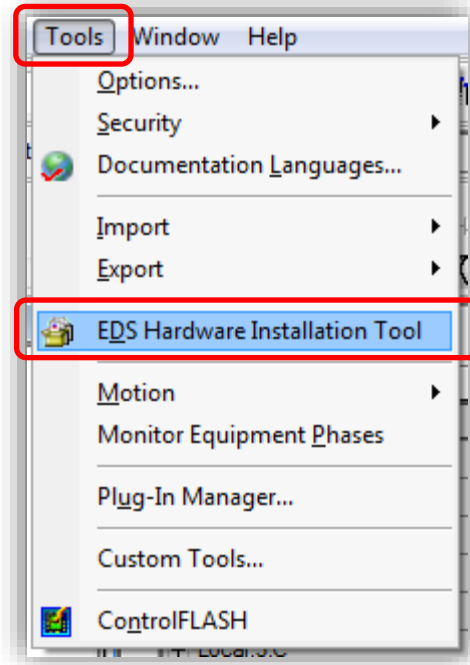 Tools Window Help
Options...
Security
Documentation Languages...
Import
Export
EDS Hardware Installation Tool
Motion
Monitor Equipment Phases
Plug-In Manager...
Custom Tools...
ControlFLASH